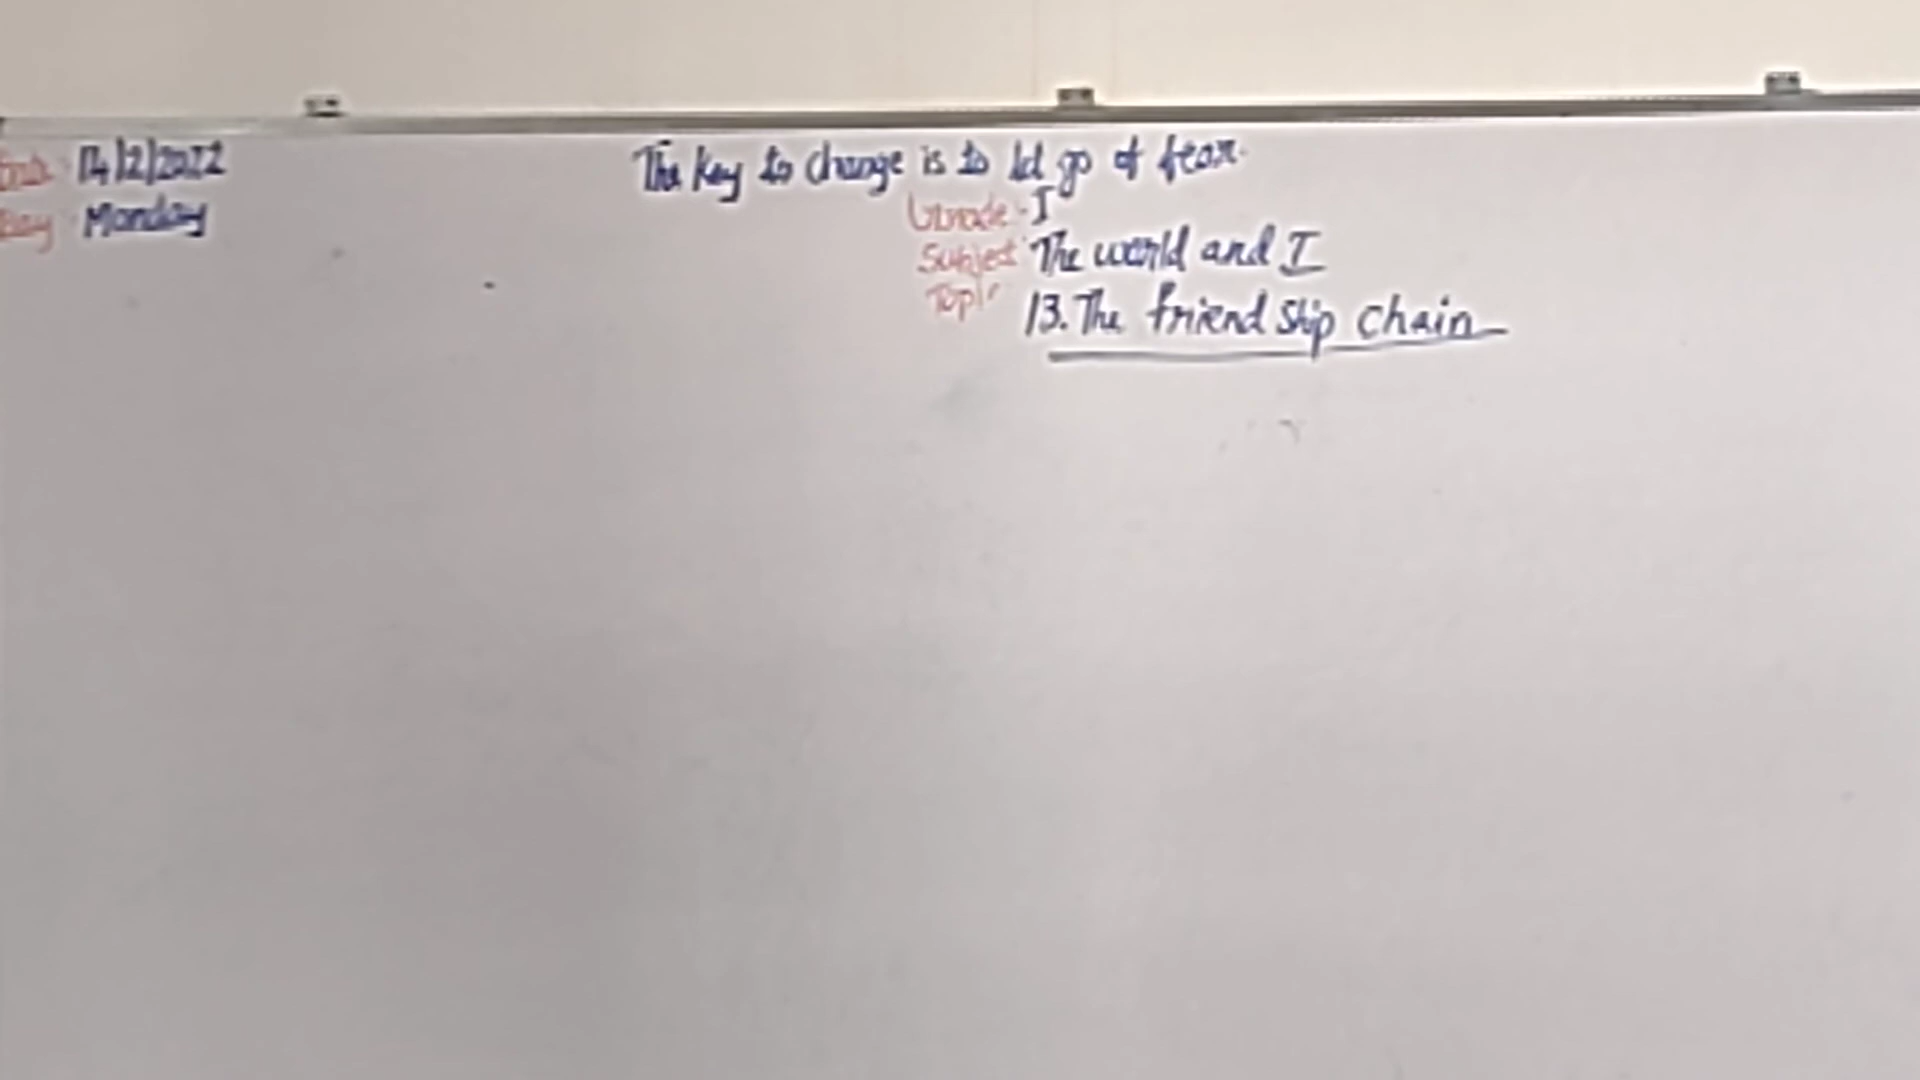 Date: 14/2/2022
Day Monday
The key to change is to let go of fear.
Grade - I
Subject: The world and I
Topic 13. The friend ship chain